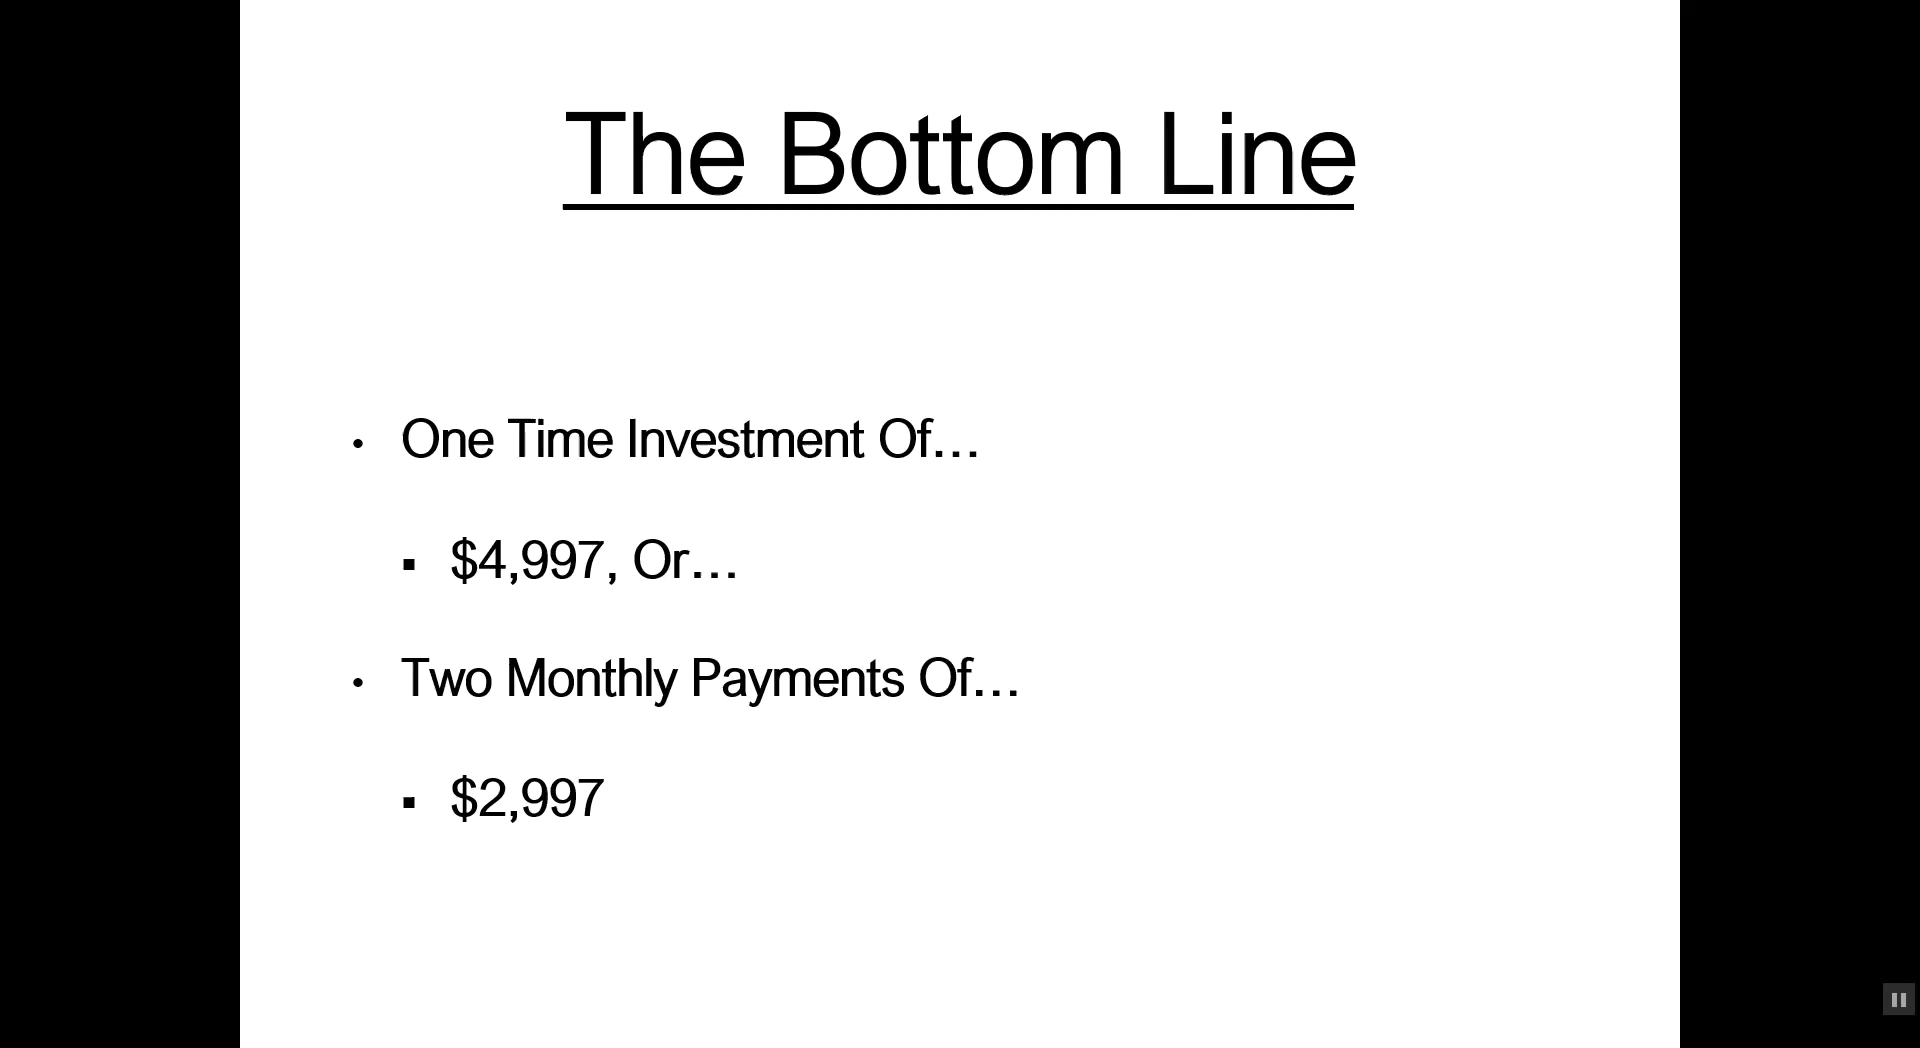 The Bottom Line
• One Time Investment Of…
▪ $4,997, Or…
• Two Monthly Payments Of…
▪ $2,997